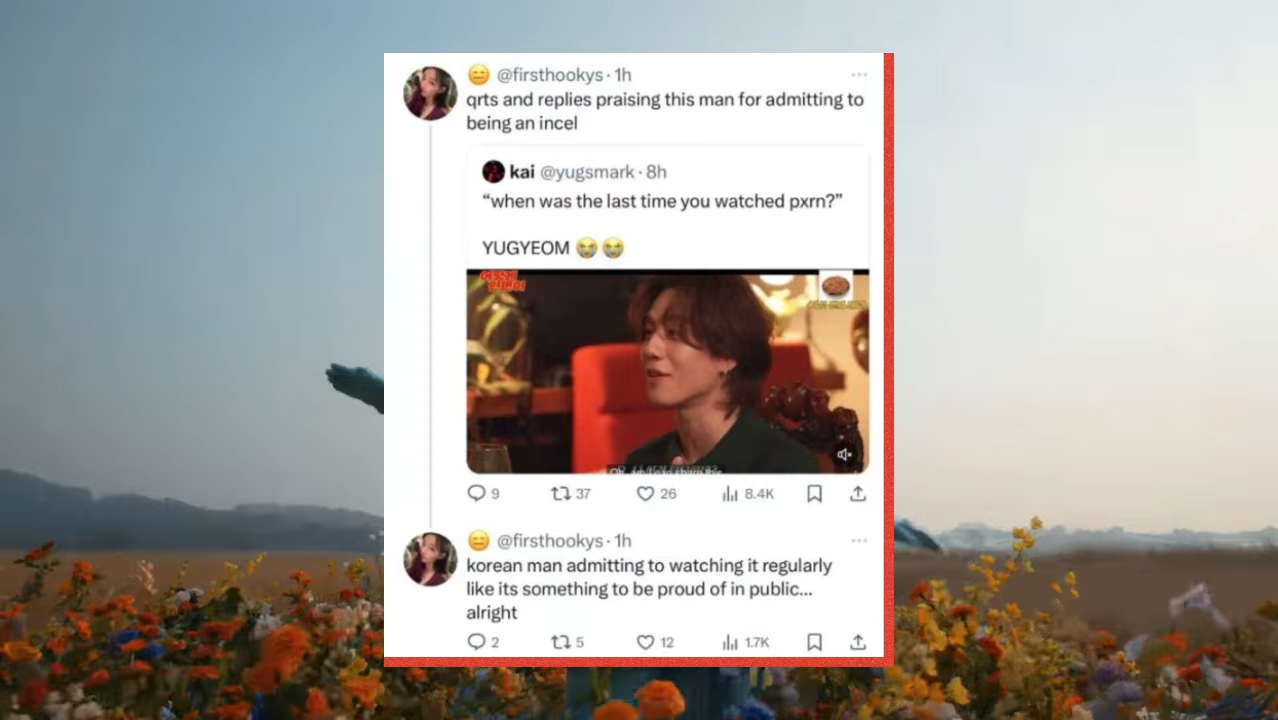 😑 @firsthookys · 1h
qrts and replies praising this man for admitting to
being an incel
kai @yugsmark · 8h
“when was the last time you watched pxrn?”
YUGYEOM 😭 😭
9 37 26 8.4K
😑 @firsthookys · 1h
korean man admitting to watching it regularly
like its something to be proud of in public...
alright
2 5 12 1.7K